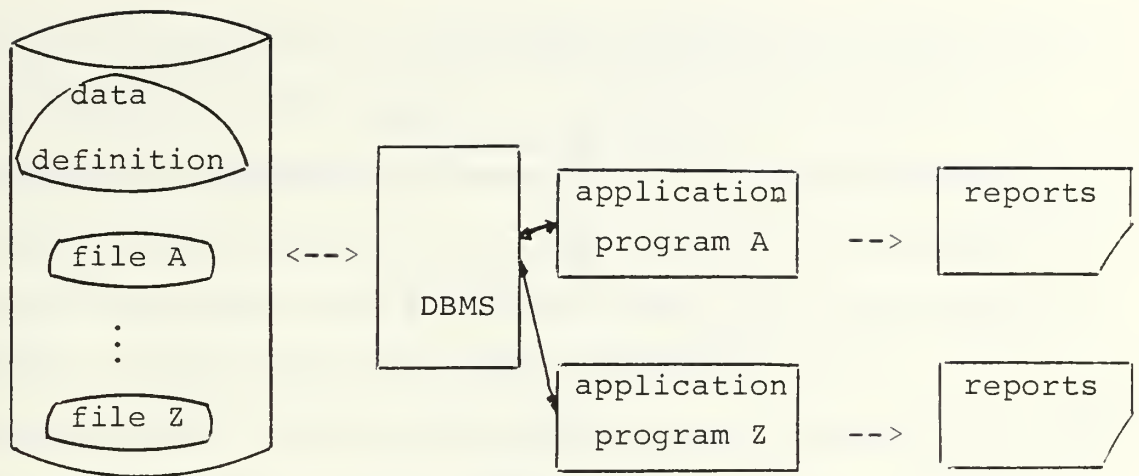 data
definition
file A
file Z
<-->
DBMS
application
program A
-->
reports
application
program Z
-->
reports